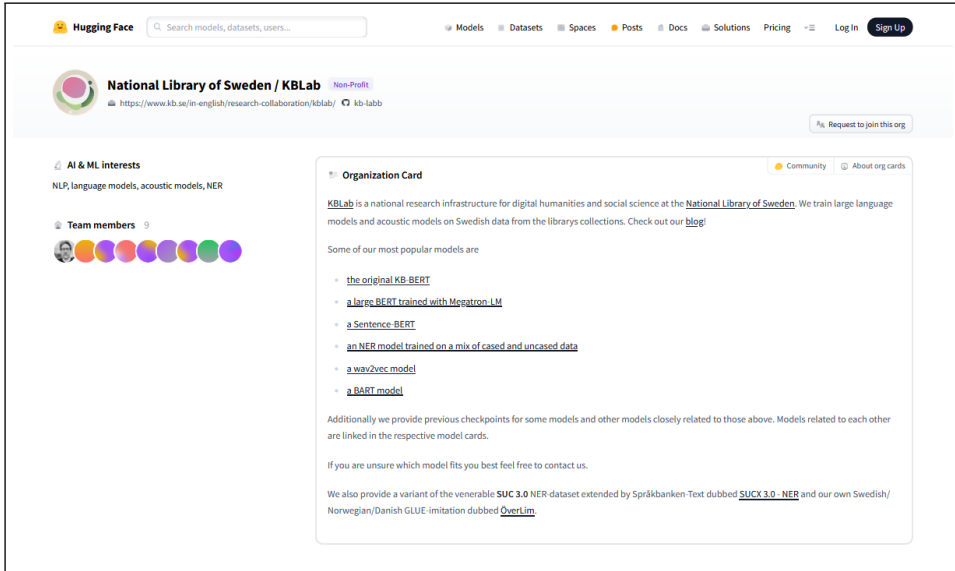 Hugging Face
Search models, datasets, users...
Models
Datasets
Spaces
Posts
Docs
Solutions
Pricing
Log In
Sign Up
National Library of Sweden / KBLab
Non-Profit
https://www.kb.se/in-english/research-collaboration/kblab/
kb-labb
Request to join this org
AI & ML interests
NLP, language models, acoustic models, NER
Team members 9
Community
About org cards
Organization Card
KBLab is a national research infrastructure for digital humanities and social science at the National Library of Sweden. We train large language
models and acoustic models on Swedish data from the librarys collections. Check out our blog!
Some of our most popular models are
the original KB-BERT
a large BERT trained with Megatron-LM
a Sentence-BERT
an NER model trained on a mix of cased and uncased data
a wav2vec model
a BART model
Additionally we provide previous checkpoints for some models and other models closely related to those above. Models related to each other
are linked in the respective model cards.
If you are unsure which model fits you best feel free to contact us.
We also provide a variant of the venerable SUC 3.0 NER-dataset extended by Språkbanken-Text dubbed SUCX 3.0 - NER and our own Swedish/
Norwegian/Danish GLUE-imitation dubbed ÖverLim.